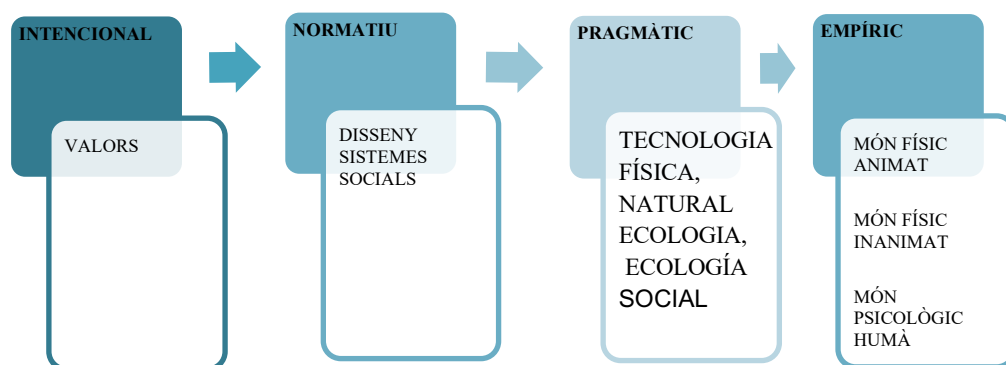 INTENCIONAL
VALORS
NORMATIU
DISSENY
SISTEMES
SOCIALS
PRAGMÀTIC
TECNOLOGIA
FÍSICA,
NATURAL
ECOLOGIA,
ECOLOGÍA
SOCIAL
EMPÍRIC
MÓN FÍSIC
ANIMAT
MÓN FÍSIC
INANIMAT
MÓN
PSICOLÒGIC
HUMÀ